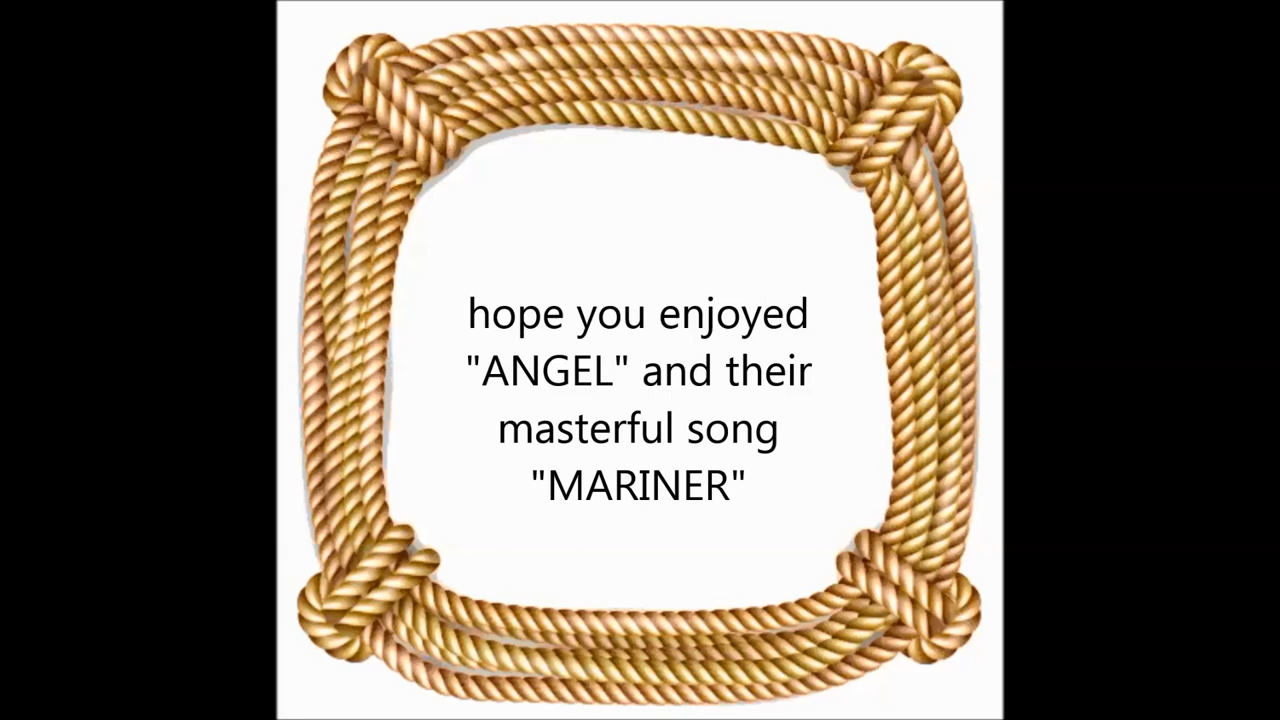 hope you enjoyed
"ANGEL" and their
masterful song
"MARINER"